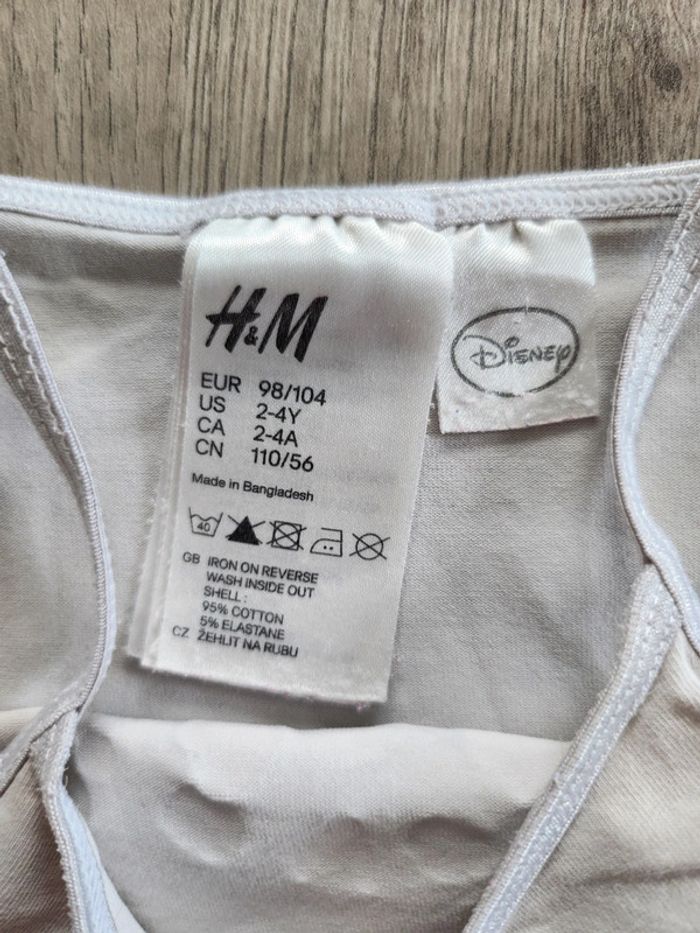 H&M
EUR 98/104
US 2-4Y
CA 2-4A
CN 110/56
Made in Bangladesh
40
GB IRON ON REVERSE
WASH INSIDE OUT
SHELL :
95% COTTON
5% ELASTANE
CZ ŽEHLIT NA RUBU
Disney